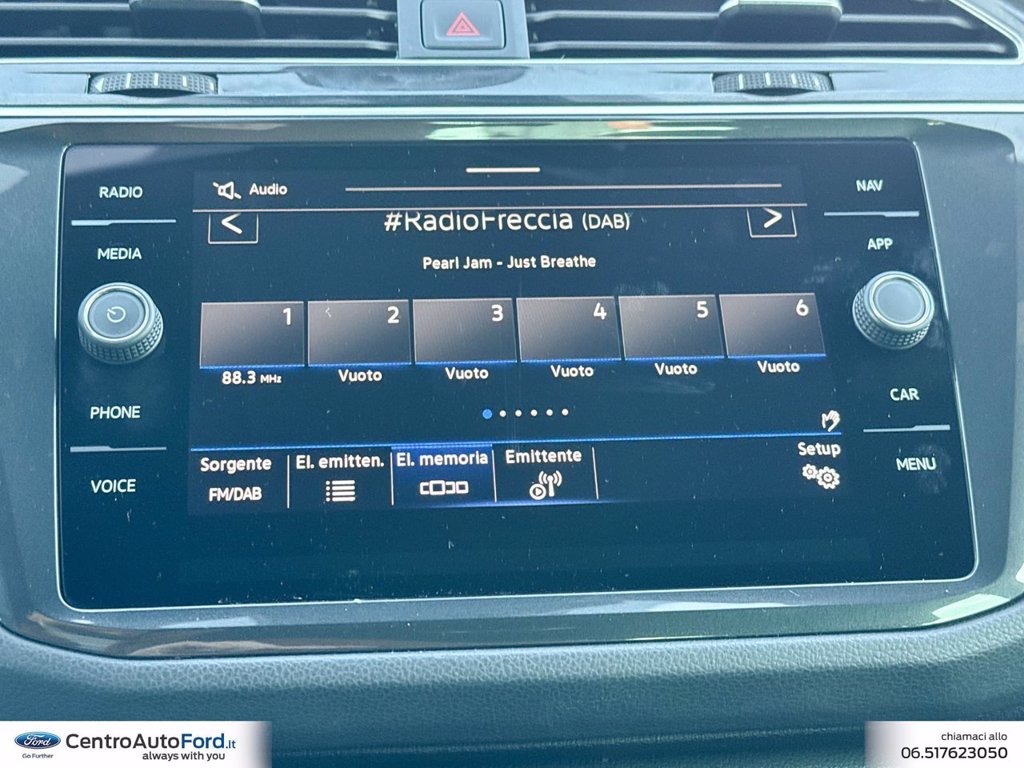 RADIO
MEDIA
PHONE
VOICE
Audio
#RadioFreccia (DAB)
Pearl Jam - Just Breathe
1 2 3 4 5 6
88.3 MHz Vuoto Vuoto Vuoto Vuoto Vuoto
Sorgente El. emitten. El. memoria Emittente Setup
FM/DAB
NAV
APP
CAR
MENU
Ford
Go Further
CentroAutoFord.it
always with you
chiamaci allo
06.517623050